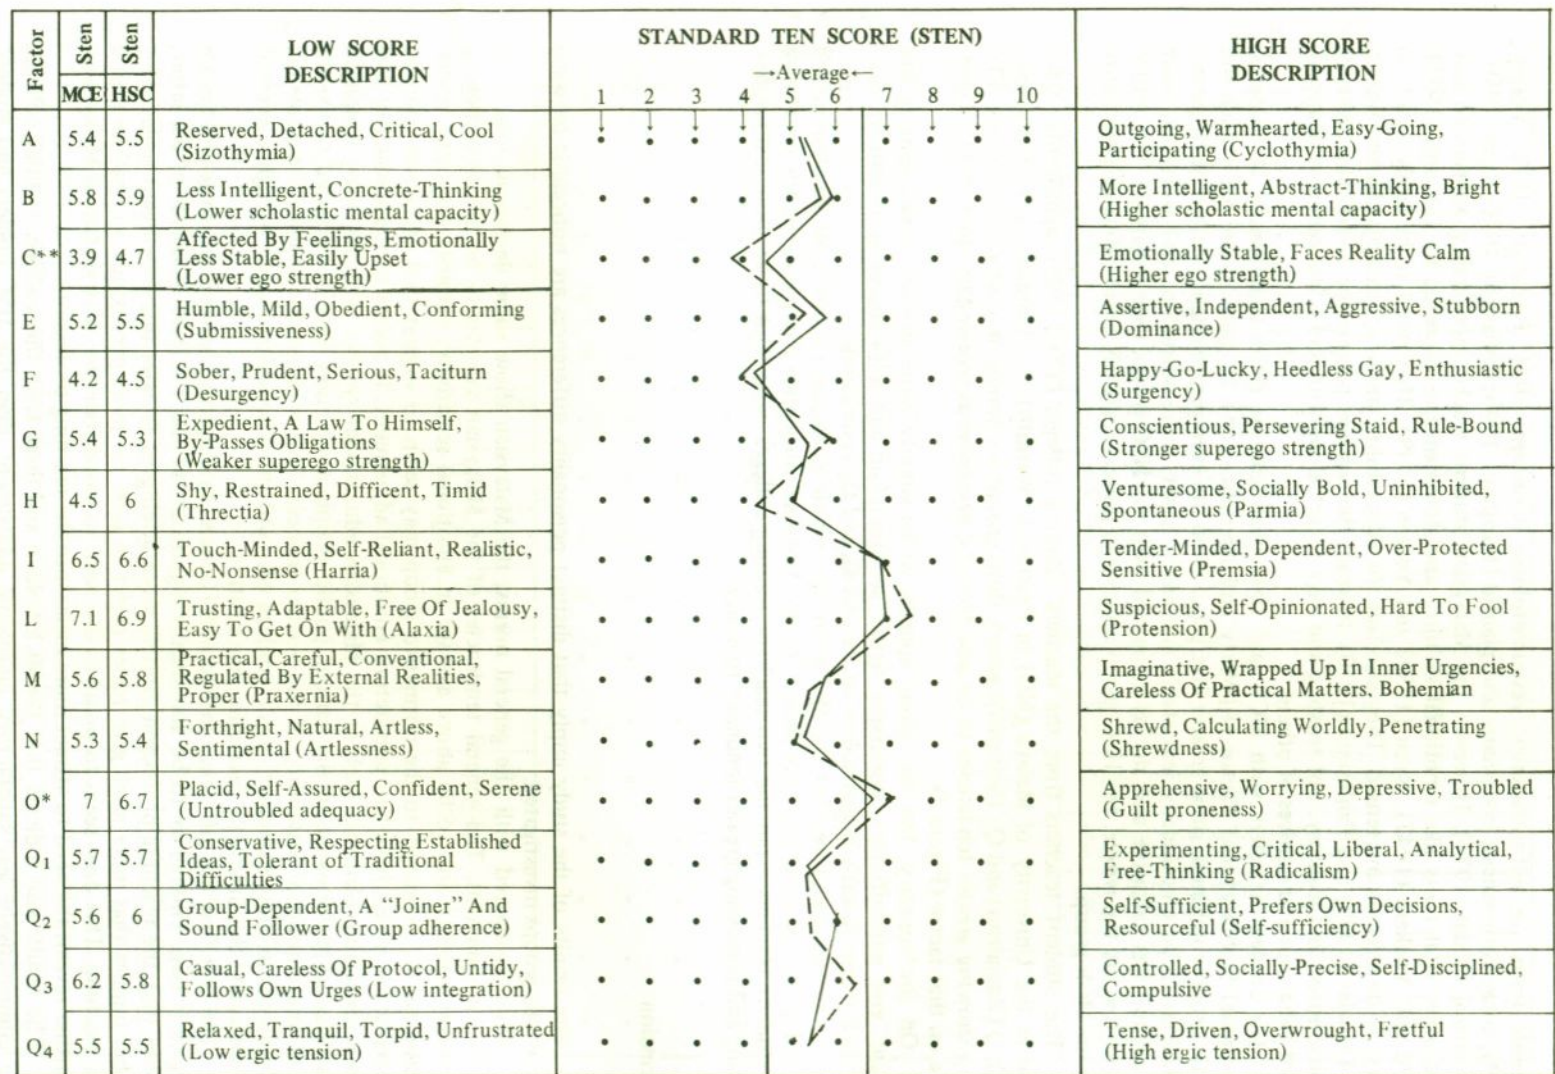 Factor
Sten
Sten
MCE HSC
LOW SCORE
DESCRIPTION
STANDARD TEN SCORE (STEN)
→Average←
1 2 3 4 5 6 7 8 9 10
HIGH SCORE
DESCRIPTION
A 5.4 5.5
Reserved, Detached, Critical, Cool
(Sizothymia)
Outgoing, Warmhearted, Easy-Going,
Participating (Cyclothymia)
B 5.8 5.9
Less Intelligent, Concrete-Thinking
(Lower scholastic mental capacity)
More Intelligent, Abstract-Thinking, Bright
(Higher scholastic mental capacity)
C** 3.9 4.7
Affected By Feelings, Emotionally
Less Stable, Easily Upset
(Lower ego strength)
Emotionally Stable, Faces Reality Calm
(Higher ego strength)
E 5.2 5.5
Humble, Mild, Obedient, Conforming
(Submissiveness)
Assertive, Independent, Aggressive, Stubborn
(Dominance)
F 4.2 4.5
Sober, Prudent, Serious, Taciturn
(Desurgency)
Happy-Go-Lucky, Heedless Gay, Enthusiastic
(Surgency)
G 5.4 5.3
Expedient, A Law To Himself,
By-Passes Obligations
(Weaker superego strength)
Conscientious, Persevering Staid, Rule-Bound
(Stronger superego strength)
H 4.5 6
Shy, Restrained, Difficent, Timid
(Threctia)
Venturesome, Socially Bold, Uninhibited,
Spontaneous (Parmia)
I 6.5 6.6
Touch-Minded, Self-Reliant, Realistic,
No-Nonsense (Harria)
Tender-Minded, Dependent, Over-Protected
Sensitive (Premsia)
L 7.1 6.9
Trusting, Adaptable, Free Of Jealousy,
Easy To Get On With (Alaxia)
Suspicious, Self-Opinionated, Hard To Fool
(Protension)
M 5.6 5.8
Practical, Careful, Conventional,
Regulated By External Realities,
Proper (Praxernia)
Imaginative, Wrapped Up In Inner Urgencies,
Careless Of Practical Matters, Bohemian
N 5.3 5.4
Forthright, Natural, Artless,
Sentimental (Artlessness)
Shrewd, Calculating Worldly, Penetrating
(Shrewdness)
O* 7 6.7
Placid, Self-Assured, Confident, Serene
(Untroubled adequacy)
Apprehensive, Worrying, Depressive, Troubled
(Guilt proneness)
Q1 5.7 5.7
Conservative, Respecting Established
Ideas, Tolerant of Traditional
Difficulties
Experimenting, Critical, Liberal, Analytical,
Free-Thinking (Radicalism)
Q2 5.6 6
Group-Dependent, A "Joiner" And
Sound Follower (Group adherence)
Self-Sufficient, Prefers Own Decisions,
Resourceful (Self-sufficiency)
Q3 6.2 5.8
Casual, Careless Of Protocol, Untidy,
Follows Own Urges (Low integration)
Controlled, Socially-Precise, Self-Disciplined,
Compulsive
Q4 5.5 5.5
Relaxed, Tranquil, Torpid, Unfrustrated
(Low ergic tension)
Tense, Driven, Overwrought, Fretful
(High ergic tension)